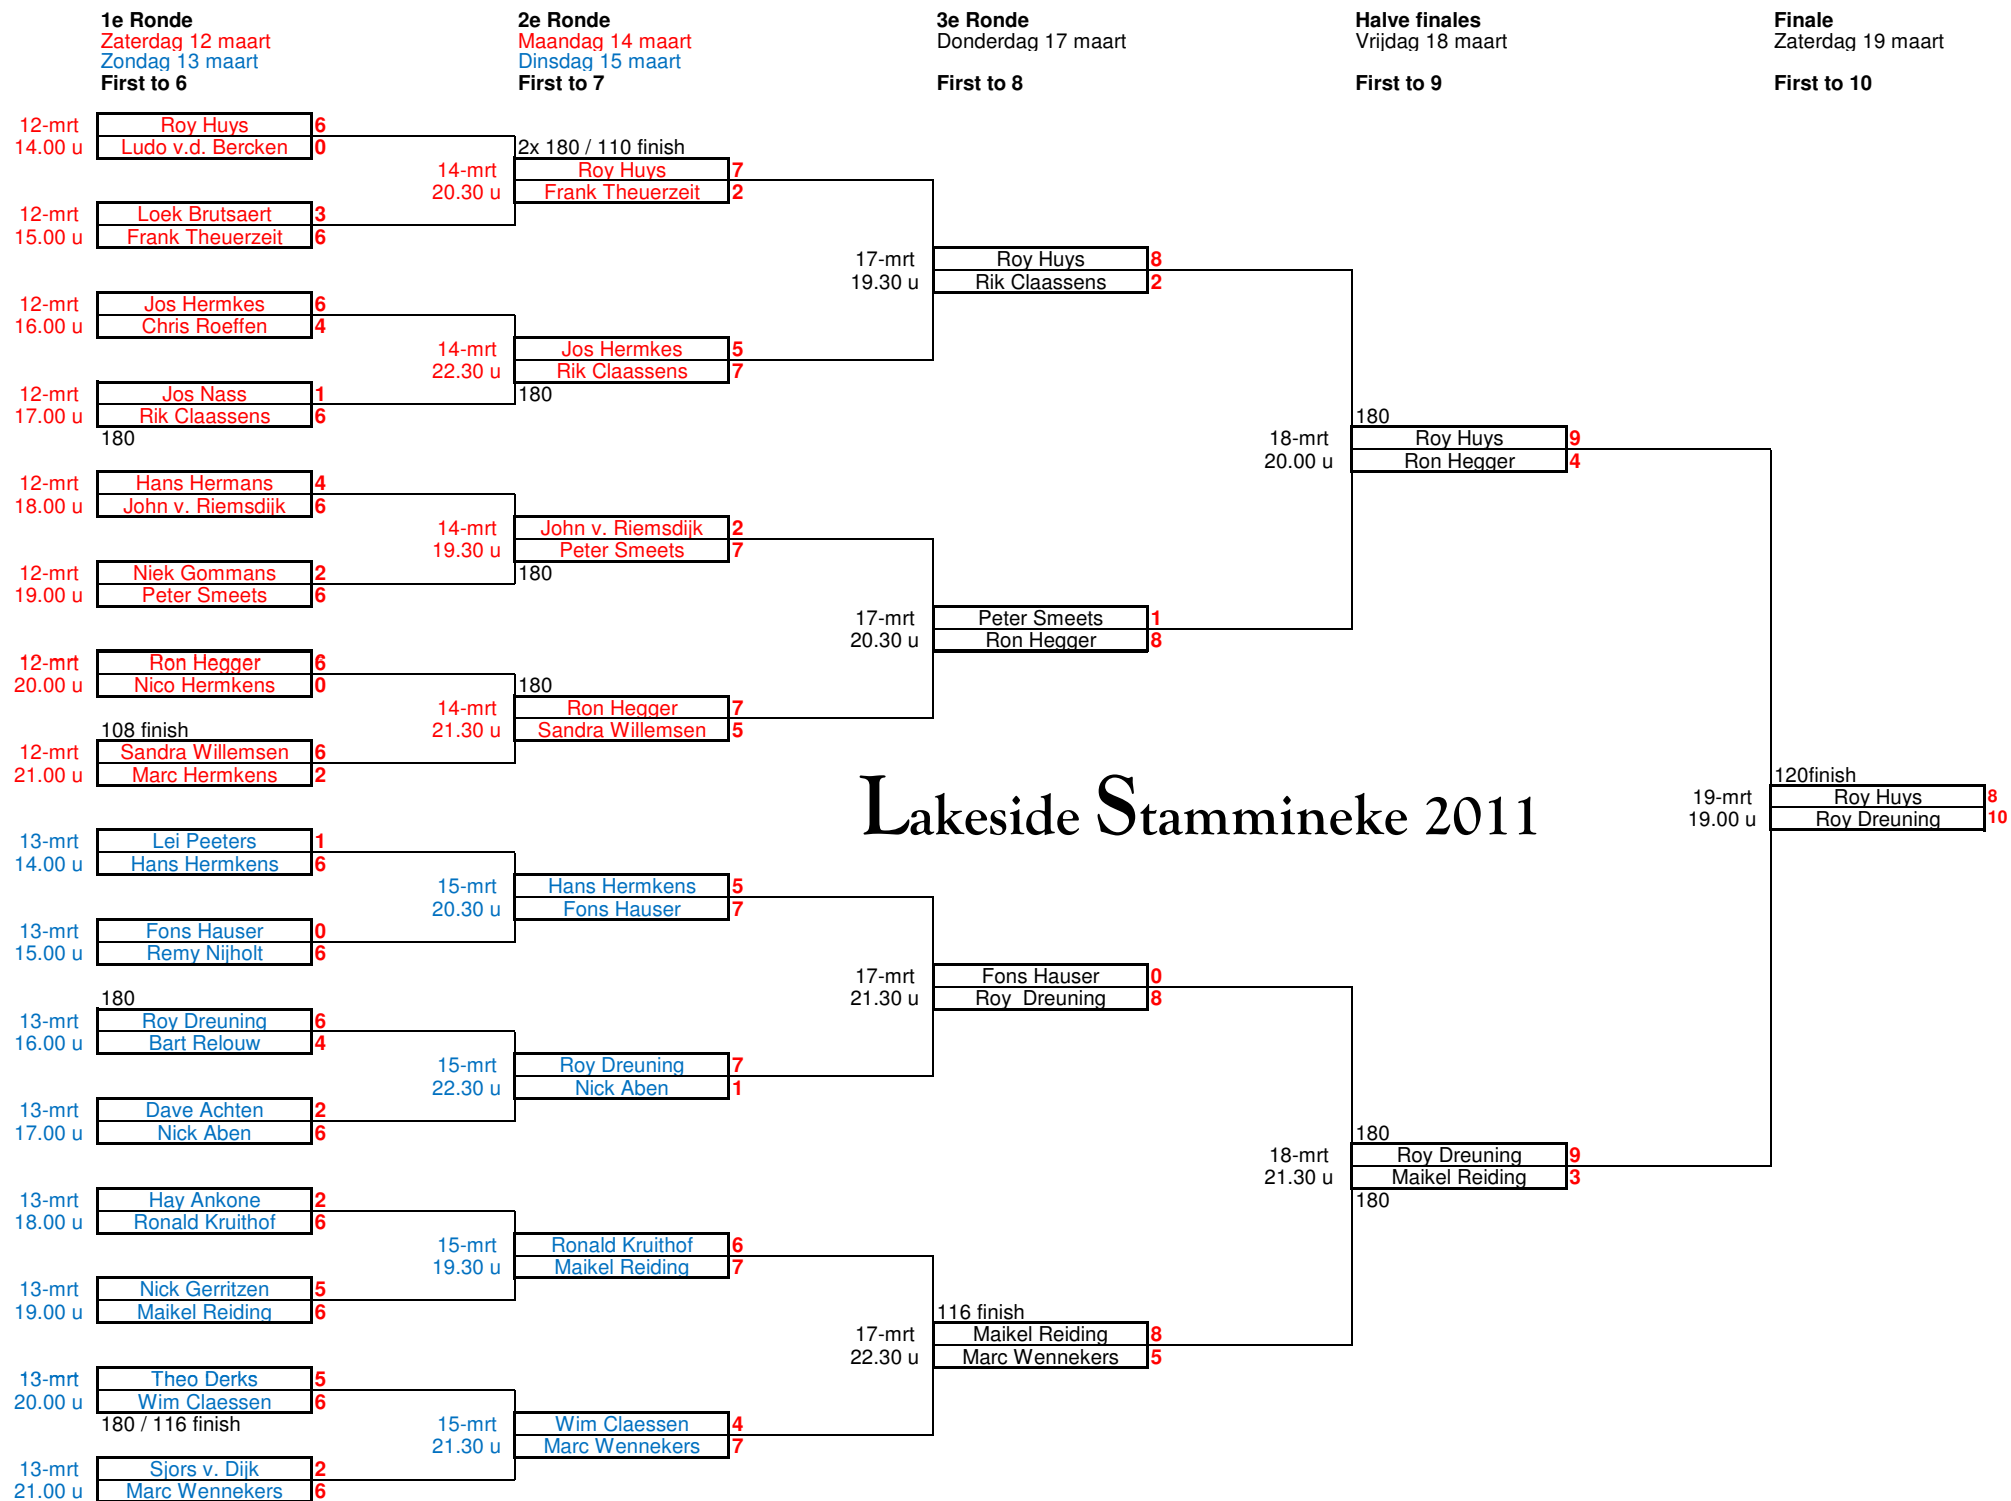 1e Ronde
Zaterdag 12 maart
Zondag 13 maart
First to 6
2e Ronde
Maandag 14 maart
Dinsdag 15 maart
First to 7
3e Ronde
Donderdag 17 maart
First to 8
Halve finales
Vrijdag 18 maart
First to 9
Finale
Zaterdag 19 maart
First to 10
12-mrt Roy Huys 6
14.00 u Ludo v.d. Bercken 0
12-mrt Loek Brutsaert 3
15.00 u Frank Theuerzeit 6
12-mrt Jos Hermkes 6
16.00 u Chris Roeffen 4
12-mrt Jos Nass 1
17.00 u Rik Claassens 6
180
12-mrt Hans Hermans 4
18.00 u John v. Riemsdijk 6
12-mrt Niek Gommans 2
19.00 u Peter Smeets 6
12-mrt Ron Hegger 6
20.00 u Nico Hermkens 0
108 finish
12-mrt Sandra Willemsen 6
21.00 u Marc Hermkens 2
13-mrt Lei Peeters 1
14.00 u Hans Hermkens 6
13-mrt Fons Hauser 0
15.00 u Remy Nijholt 6
180
13-mrt Roy Dreuning 6
16.00 u Bart Relouw 4
13-mrt Dave Achten 2
17.00 u Nick Aben 6
13-mrt Hay Ankone 2
18.00 u Ronald Kruithof 6
13-mrt Nick Gerritzen 5
19.00 u Maikel Reiding 6
13-mrt Theo Derks 5
20.00 u Wim Claessen 6
180 / 116 finish
13-mrt Sjors v. Dijk 2
21.00 u Marc Wennekers 6
2x 180 / 110 finish
14-mrt Roy Huys 7
20.30 u Frank Theuerzeit 2
14-mrt Jos Hermkes 5
22.30 u Rik Claassens 7
180
14-mrt John v. Riemsdijk 2
19.30 u Peter Smeets 7
180
180
14-mrt Ron Hegger 7
21.30 u Sandra Willemsen 5
15-mrt Hans Hermkens 5
20.30 u Fons Hauser 7
15-mrt Roy Dreuning 7
22.30 u Nick Aben 1
15-mrt Ronald Kruithof 6
19.30 u Maikel Reiding 7
15-mrt Wim Claessen 4
21.30 u Marc Wennekers 7
17-mrt Roy Huys 8
19.30 u Rik Claassens 2
17-mrt Peter Smeets 1
20.30 u Ron Hegger 8
Lakeside Stammineke 2011
17-mrt Fons Hauser 0
21.30 u Roy Dreuning 8
116 finish
17-mrt Maikel Reiding 8
22.30 u Marc Wennekers 5
180
18-mrt Roy Huys 9
20.00 u Ron Hegger 4
180
18-mrt Roy Dreuning 9
21.30 u Maikel Reiding 3
180
120finish
19-mrt Roy Huys 8
19.00 u Roy Dreuning 10